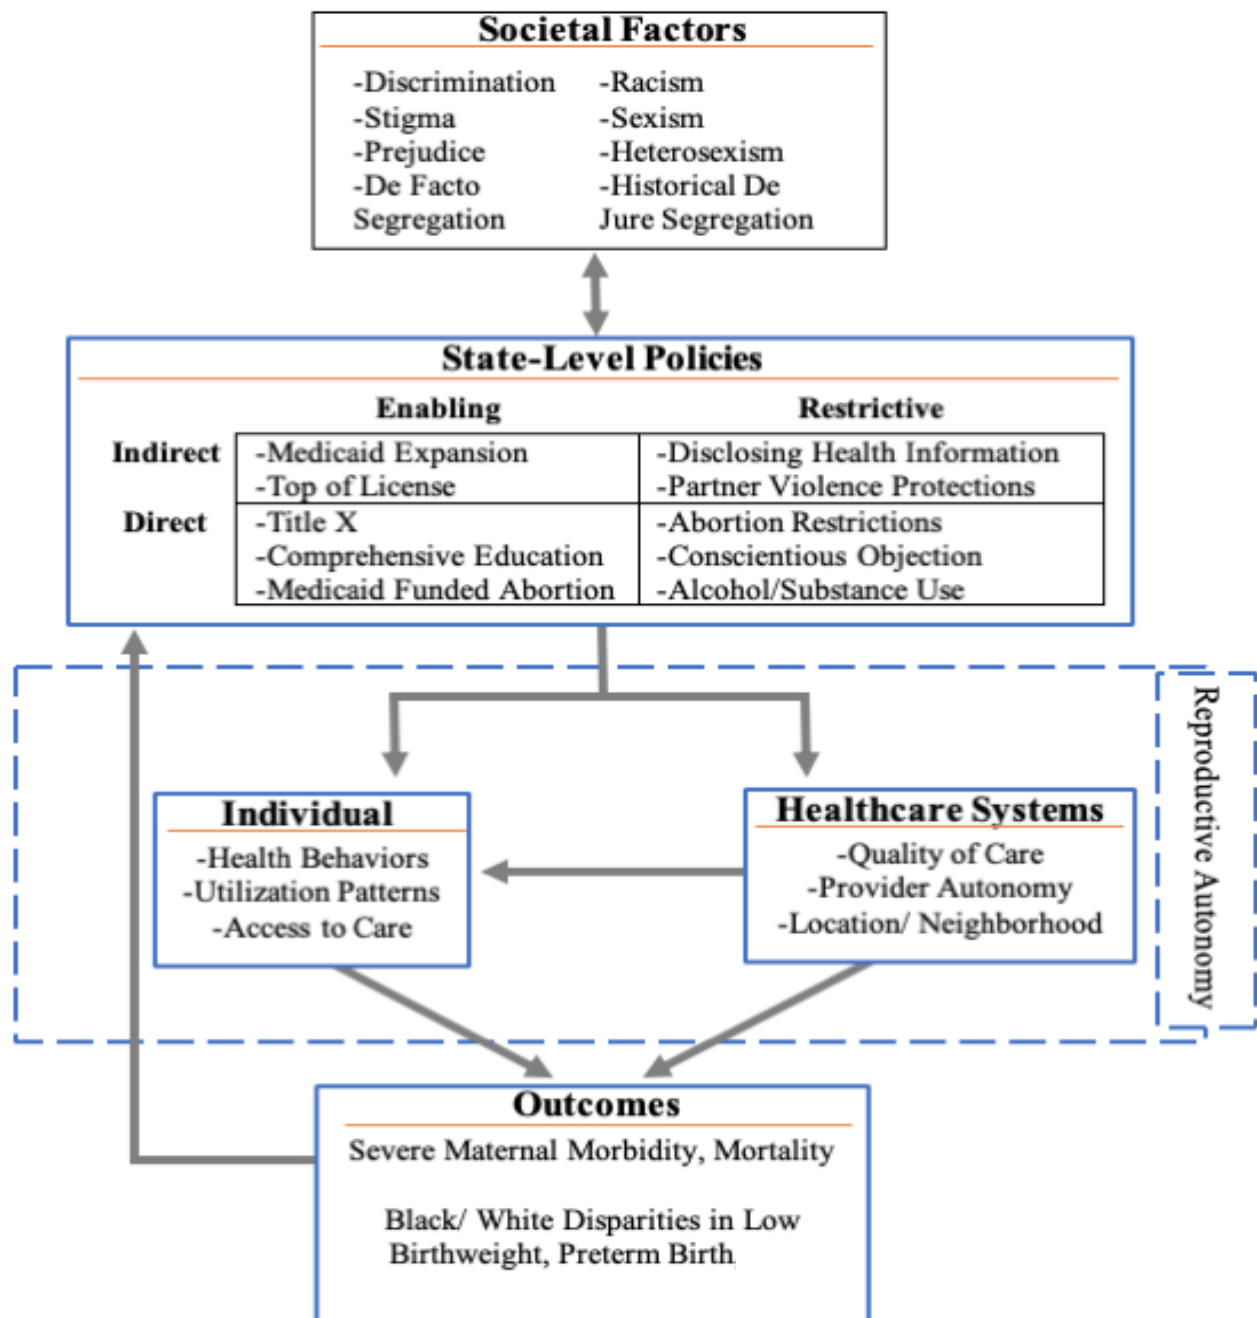 Societal Factors
-Discrimination -Racism
-Stigma -Sexism
-Prejudice -Heterosexism
-De Facto -Historical De
Segregation Jure Segregation
State-Level Policies
Enabling Restrictive
Indirect -Medicaid Expansion -Disclosing Health Information
-Top of License -Partner Violence Protections
Direct -Title X -Abortion Restrictions
-Comprehensive Education -Conscientious Objection
-Medicaid Funded Abortion -Alcohol/Substance Use
Reproductive Autonomy
Individual
-Health Behaviors
-Utilization Patterns
-Access to Care
Healthcare Systems
-Quality of Care
-Provider Autonomy
-Location/ Neighborhood
Outcomes
Severe Maternal Morbidity, Mortality
Black/ White Disparities in Low
Birthweight, Preterm Birth